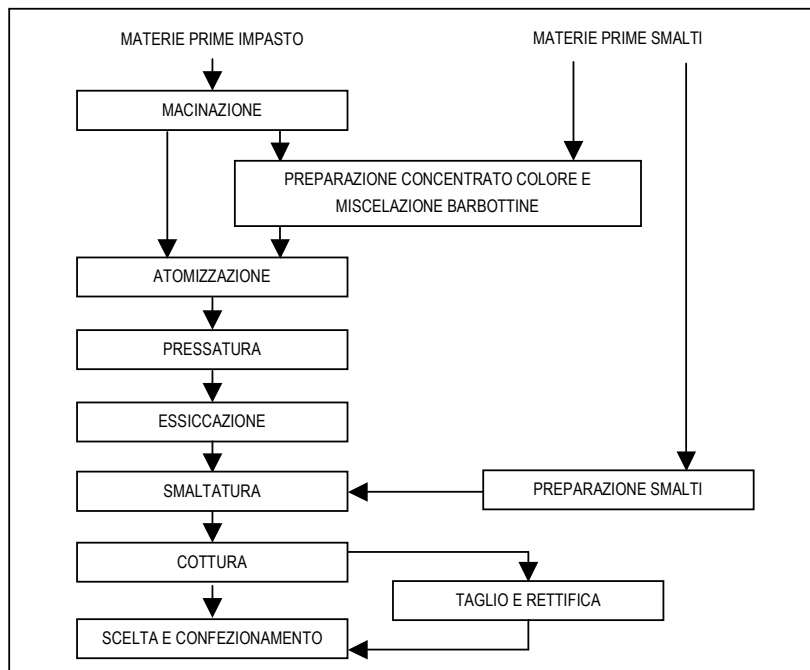 MATERIE PRIME IMPASTO
MATERIE PRIME SMALTI
MACINAZIONE
PREPARAZIONE CONCENTRATO COLORE E
MISCELAZIONE BARBOTTINE
ATOMIZZAZIONE
PRESSATURA
ESSICCAZIONE
SMALTATURA
PREPARAZIONE SMALTI
COTTURA
TAGLIO E RETTIFICA
SCELTA E CONFEZIONAMENTO